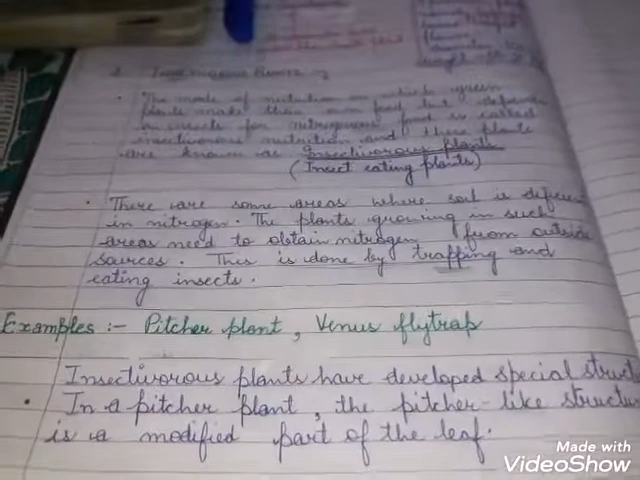 2. Insectivorous Plants →
• The mode of nutrition in which green
plants make their own food but depends
on insects for nitrogenous food is called
insectivorous nutrition and these plants
are known as Insectivorous plants
(Insect eating plants)
• There are some areas where soil is deficien
in nitrogen. The plants growing in such
areas need to obtain nitrogen from outside
sources. This is done by trapping and
eating insects.
Examples :- Pitcher plant, Venus flytrap
Insectivorous plants have developed special struct
• In a pitcher plant, the pitcher-like structu
is a modified part of the leaf.
Made with
VideoShow